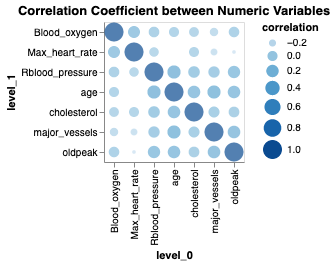 Correlation Coefficient between Numeric Variables
level_1
Blood_oxygen
Max_heart_rate
Rblood_pressure
age
cholesterol
major_vessels
oldpeak
Blood_oxygen
Max_heart_rate
Rblood_pressure
age
cholesterol
major_vessels
oldpeak
level_0
correlation
−0.2
0.0
0.2
0.4
0.6
0.8
1.0